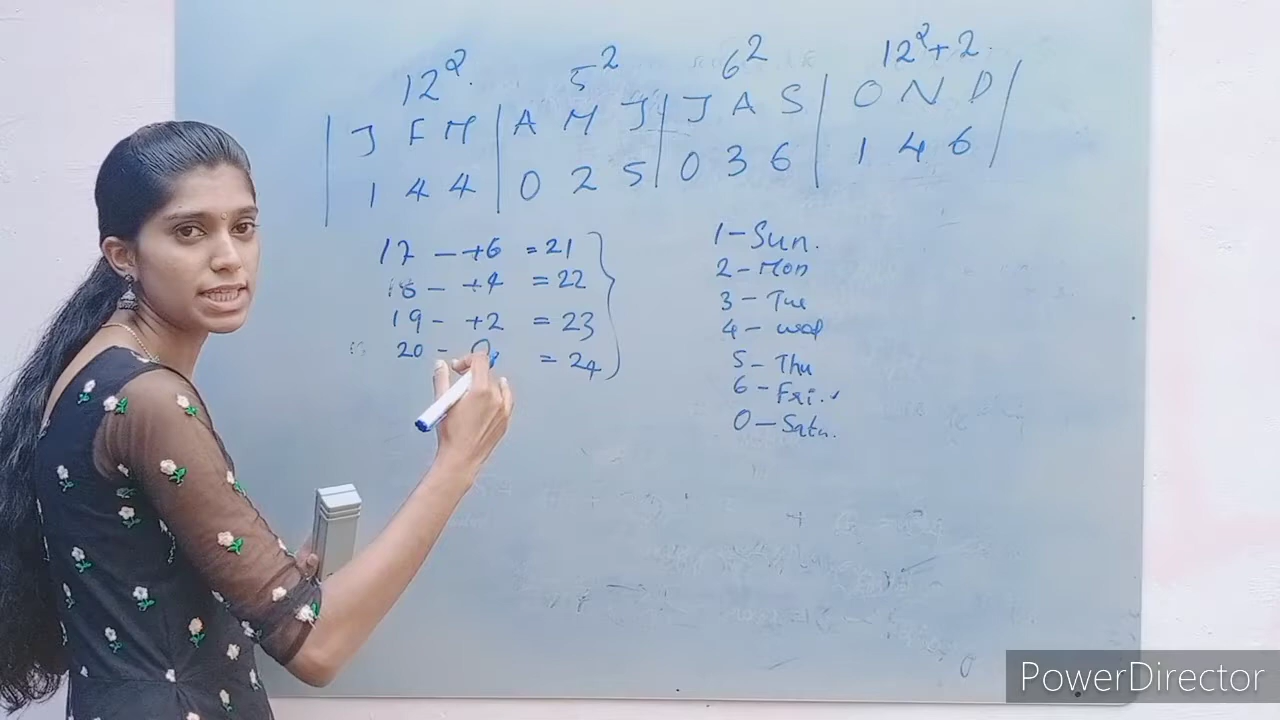 12² 5² 6² 12²+2.
J F M | A M J | J A S | O N D
1 4 4 | 0 2 5 | 0 3 6 | 1 4 6
17 - +6 = 21
18 - +4 = 22
19 - +2 = 23
20 - 0 = 24
1 - Sun.
2 - Mon
3 - Tue
4 - wed
5 - Thu
6 - Fri.
0 - Satu.
PowerDirector